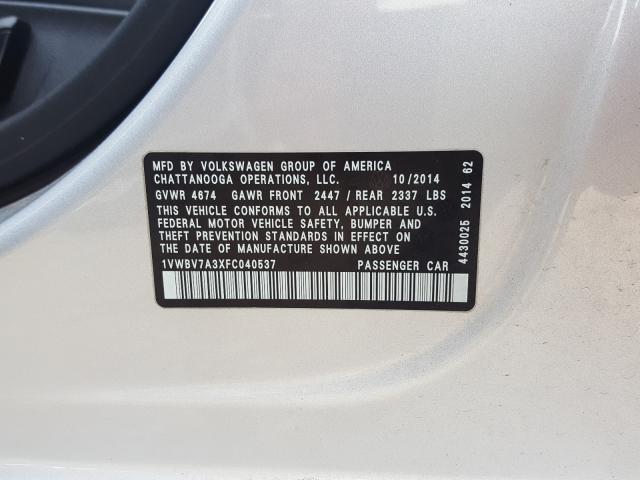 MFD BY VOLKSWAGEN GROUP OF AMERICA
CHATTANOOGA OPERATIONS, LLC. 10/2014
GVWR 4674 GAWR FRONT 2447 / REAR 2337 LBS
THIS VEHICLE CONFORMS TO ALL APPLICABLE U.S.
FEDERAL MOTOR VEHICLE SAFETY, BUMPER AND
THEFT PREVENTION STANDARDS IN EFFECT ON
THE DATE OF MANUFACTURE SHOWN ABOVE
1VWBV7A3XFC040537 PASSENGER CAR
4430025 2014 62